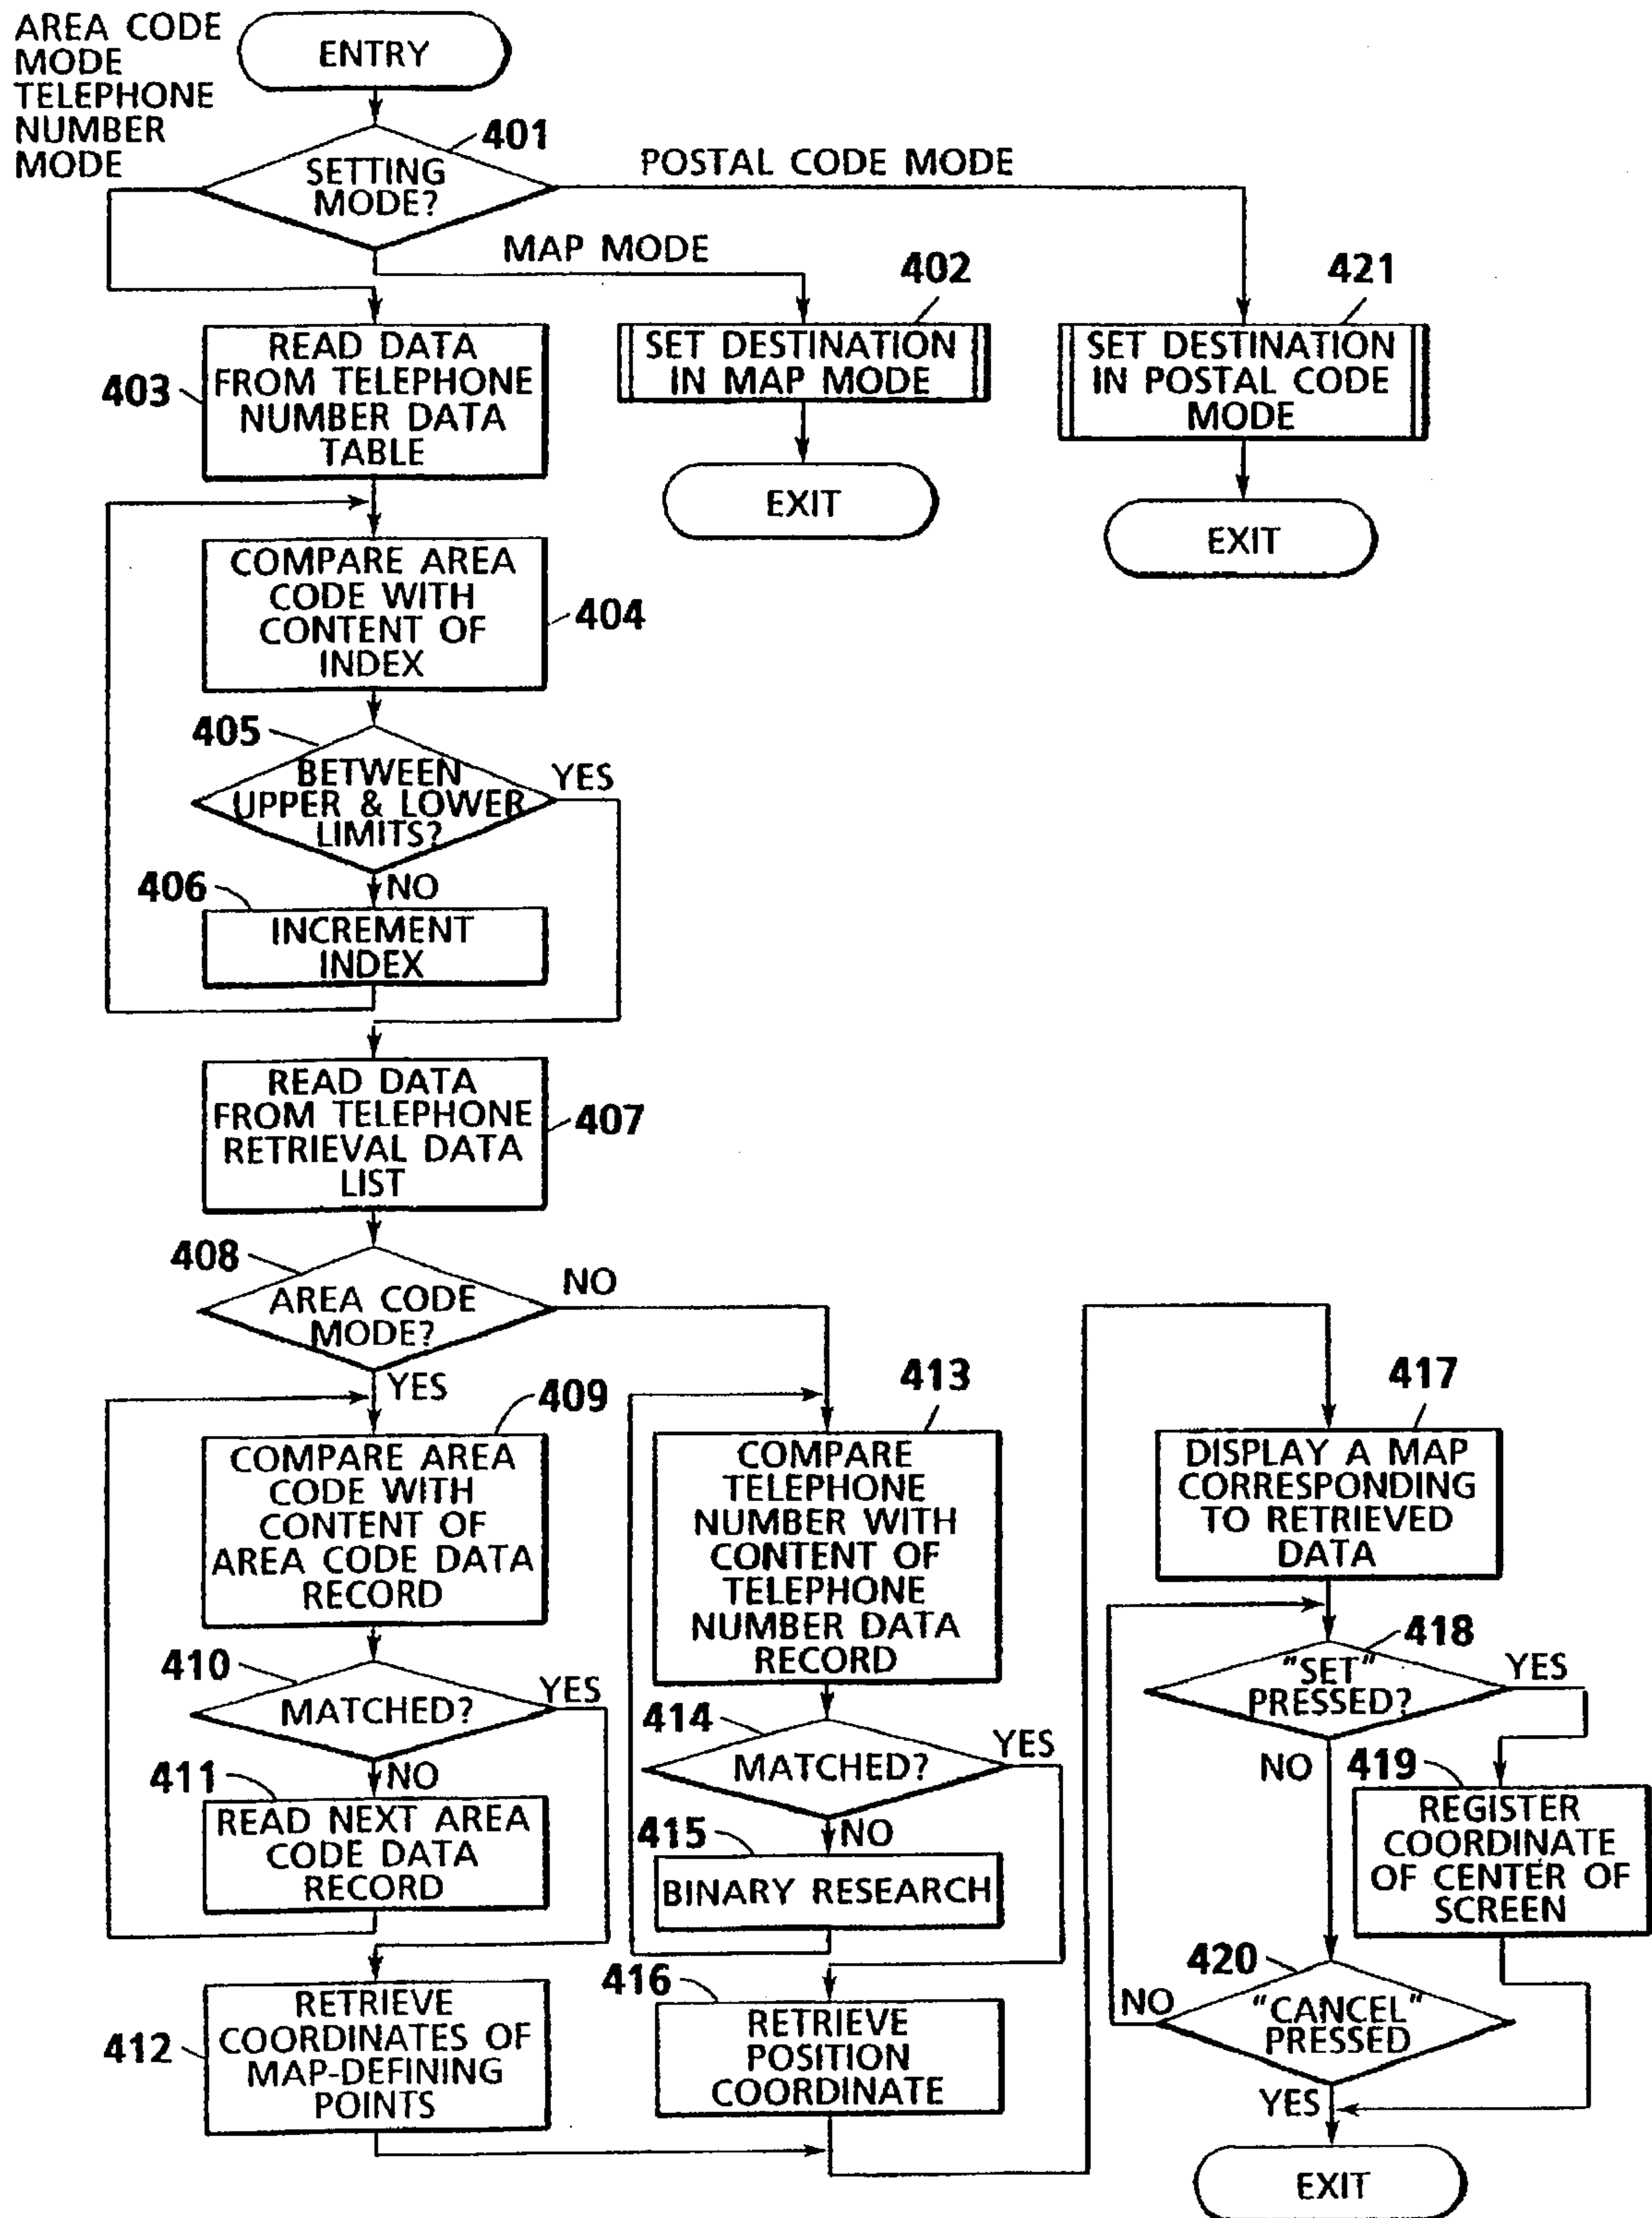 AREA CODE
MODE
TELEPHONE
NUMBER
MODE
ENTRY
401
SETTING
MODE?
POSTAL CODE MODE
MAP MODE
402
421
403
READ DATA
FROM TELEPHONE
NUMBER DATA
TABLE
SET DESTINATION
IN MAP MODE
SET DESTINATION
IN POSTAL CODE
MODE
EXIT
EXIT
COMPARE AREA
CODE WITH
CONTENT OF
INDEX
404
405
BETWEEN
UPPER & LOWER
LIMITS?
YES
NO
406
INCREMENT
INDEX
READ DATA
FROM TELEPHONE
RETRIEVAL DATA
LIST
407
408
AREA CODE
MODE?
NO
YES
409
COMPARE AREA
CODE WITH
CONTENT OF
AREA CODE DATA
RECORD
410
MATCHED?
YES
NO
411
READ NEXT AREA
CODE DATA
RECORD
412
RETRIEVE
COORDINATES OF
MAP-DEFINING
POINTS
413
COMPARE
TELEPHONE
NUMBER WITH
CONTENT OF
TELEPHONE
NUMBER DATA
RECORD
414
MATCHED?
YES
NO
415
BINARY RESEARCH
416
RETRIEVE
POSITION
COORDINATE
417
DISPLAY A MAP
CORRESPONDING
TO RETRIEVED
DATA
418
"SET"
PRESSED?
YES
NO
419
REGISTER
COORDINATE
OF CENTER OF
SCREEN
420
"CANCEL"
PRESSED
NO
YES
EXIT